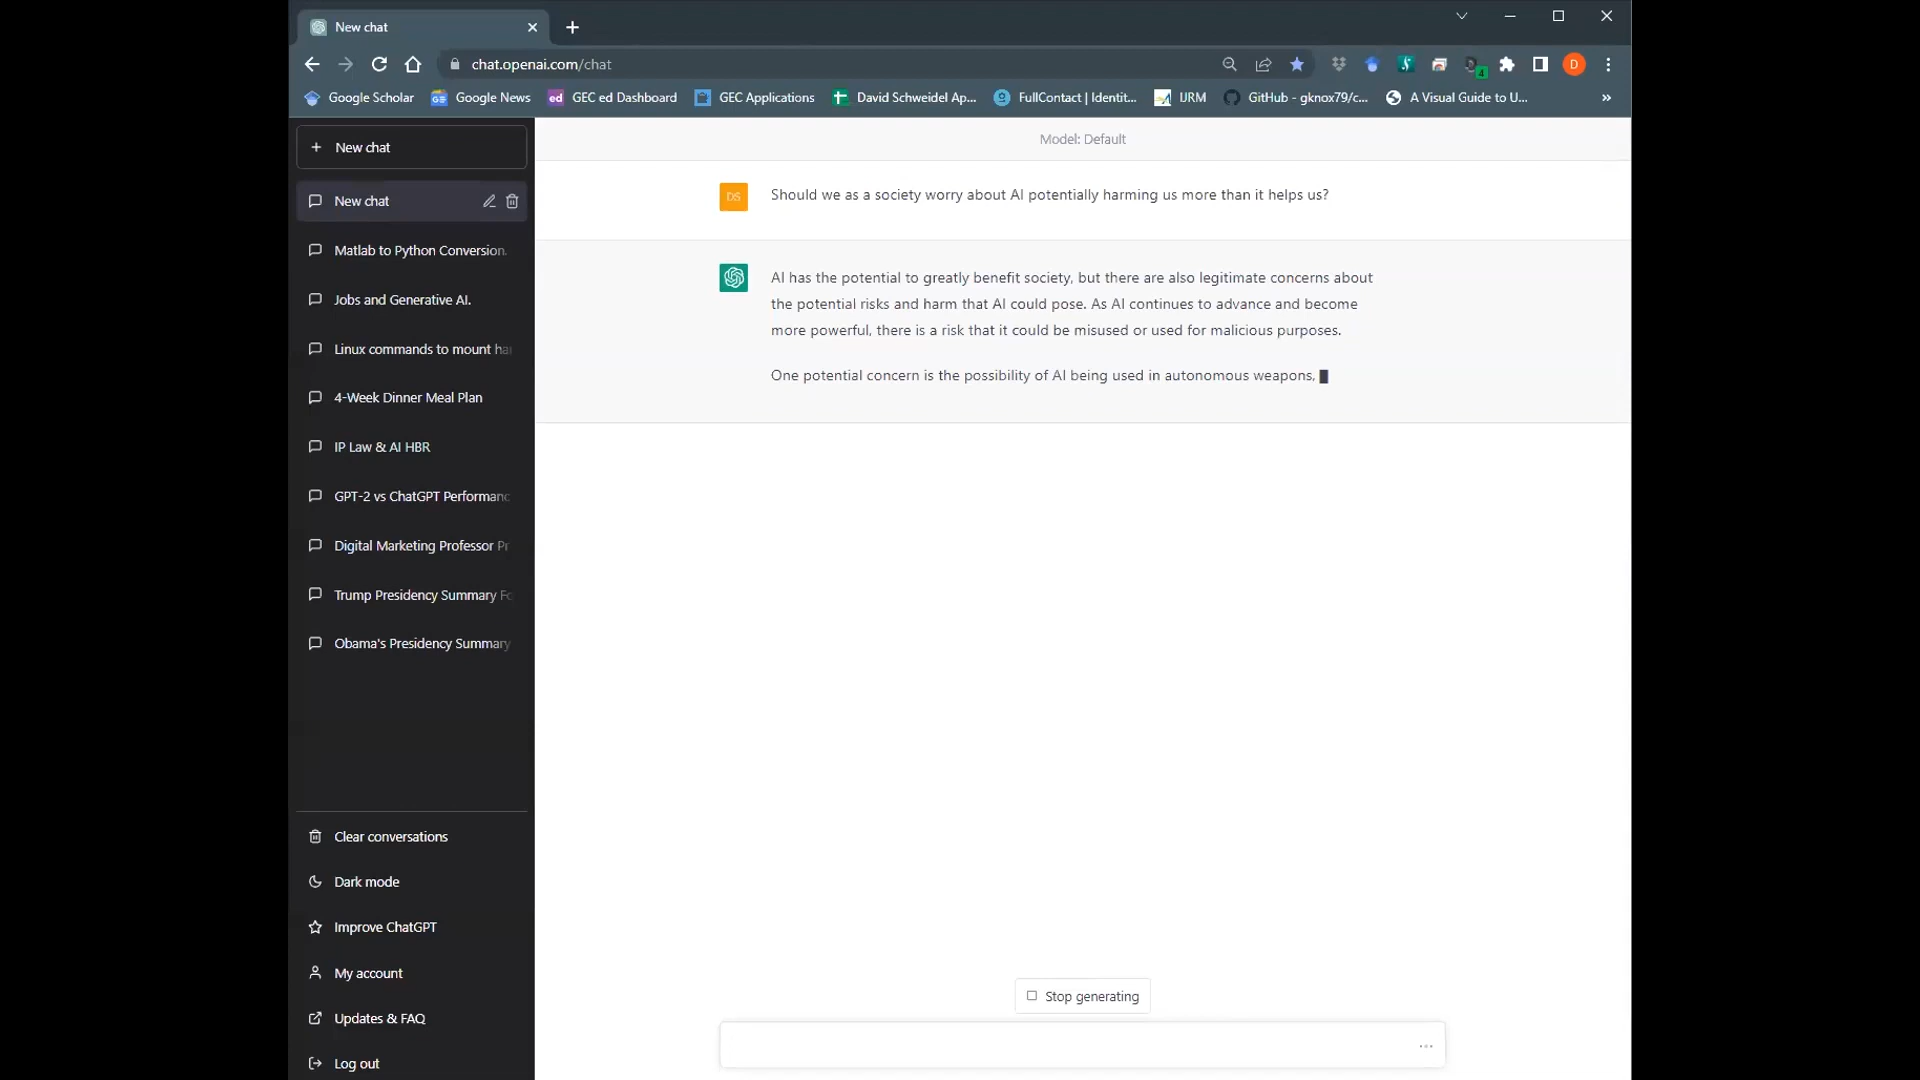 New chat
chat.openai.com/chat
4
D
Google Scholar
Google News
ed GEC ed Dashboard
GEC Applications
David Schweidel Ap...
FullContact | Identit...
IJRM
GitHub - gknox79/c...
A Visual Guide to U...
»
+ New chat
New chat
Matlab to Python Conversion.
Jobs and Generative AI.
Linux commands to mount ha
4-Week Dinner Meal Plan
IP Law & AI HBR
GPT-2 vs ChatGPT Performanc
Digital Marketing Professor Pr
Trump Presidency Summary Fo
Obama's Presidency Summary
Clear conversations
Dark mode
Improve ChatGPT
My account
Updates & FAQ
Log out
Model: Default
DS
Should we as a society worry about AI potentially harming us more than it helps us?
AI has the potential to greatly benefit society, but there are also legitimate concerns about
the potential risks and harm that AI could pose. As AI continues to advance and become
more powerful, there is a risk that it could be misused or used for malicious purposes.
One potential concern is the possibility of AI being used in autonomous weapons,
Stop generating
...